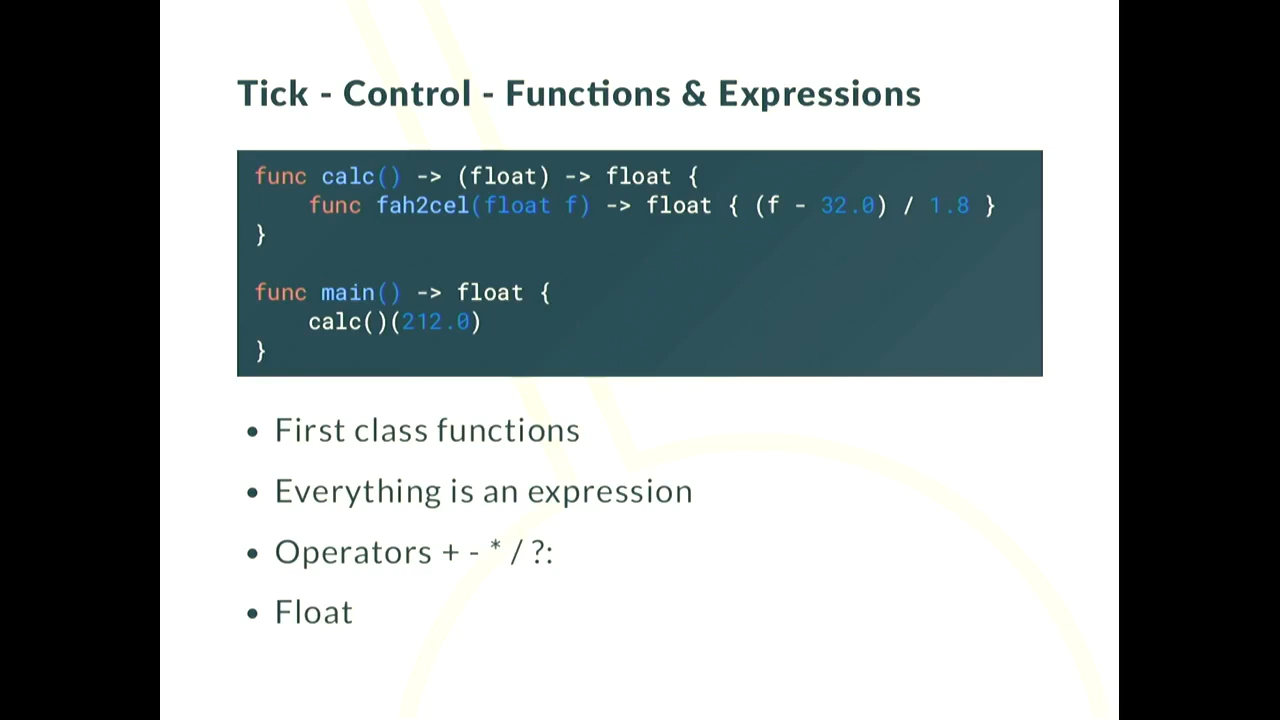 Tick - Control - Functions & Expressions
func calc() -> (float) -> float {
    func fah2cel(float f) -> float { (f - 32.0) / 1.8 }
}
func main() -> float {
    calc()(212.0)
}
• First class functions
• Everything is an expression
• Operators + - * / ?:
• Float